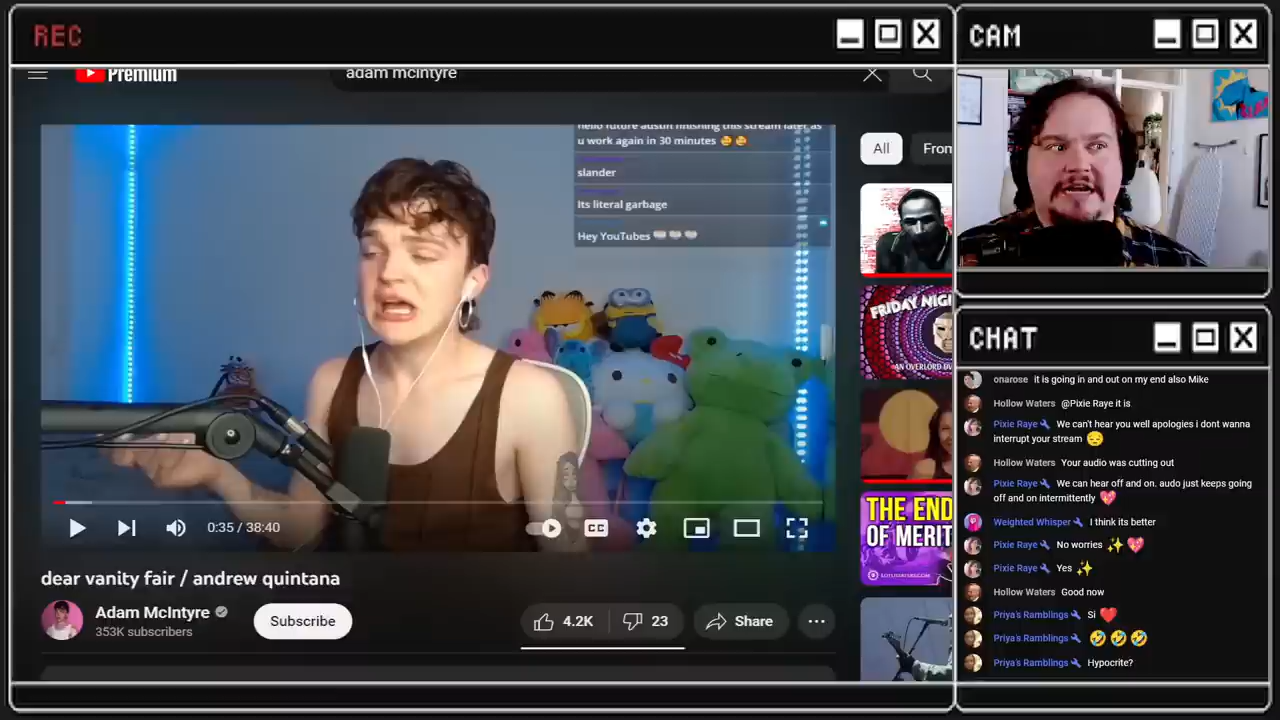 REC
Premium
adam mcintyre
hello future austin finishing this stream later as
u work again in 30 minutes
slander
Its literal garbage
Hey YouTubes
All
From
FRIDAY NIG
AN OVERLORD DV
THE END
OF MERIT
0:35 / 38:40
CC
dear vanity fair / andrew quintana
Adam McIntyre
353K subscribers
Subscribe
4.2K
23
Share
CAM
CHAT
onarose it is going in and out on my end also Mike
Hollow Waters @Pixie Raye it is
Pixie Raye We can't hear you well apologies i dont wanna
interrupt your stream
Hollow Waters Your audio was cutting out
Pixie Raye We can hear off and on. audo just keeps going
off and on intermittently
Weighted Whisper I think its better
Pixie Raye No worries
Pixie Raye Yes
Hollow Waters Good now
Priya's Ramblings Si
Priya's Ramblings
Priya's Ramblings Hypocrite?